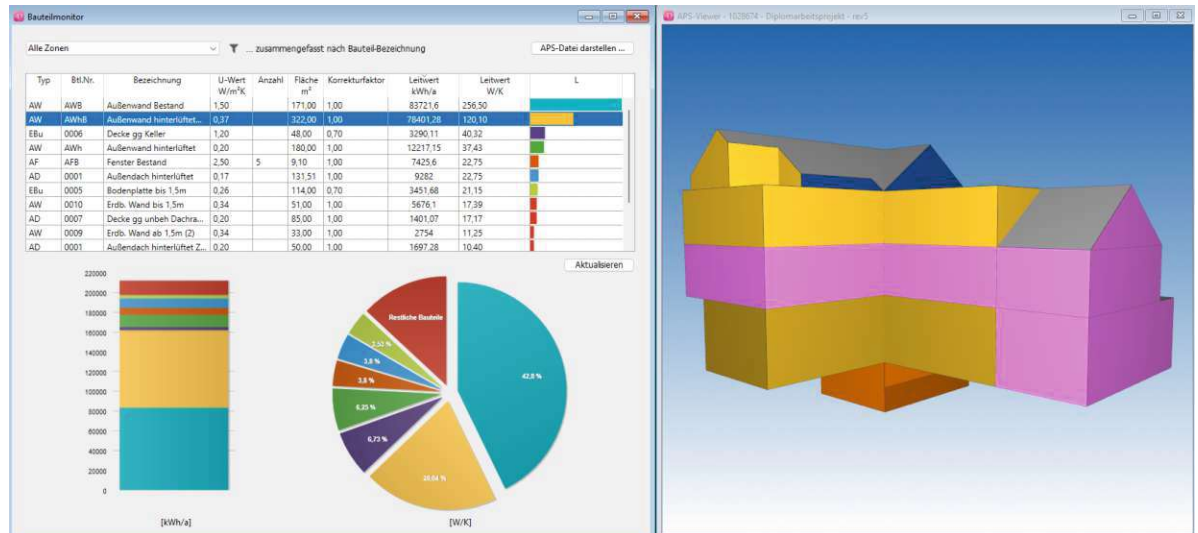 Bauteilmonitor
Alle Zonen
... zusammengefasst nach Bauteil-Bezeichnung
APS-Datei darstellen ...
Typ Btl.Nr. Bezeichnung U-Wert W/m²K Anzahl Fläche m² Korrekturfaktor Leitwert kWh/a Leitwert W/K L
AW AWB Außenwand Bestand 1,50 171,00 1,00 83721,6 256,50
AW AWhB Außenwand hinterlüftet... 0,37 322,00 1,00 78401,28 120,10
EBu 0006 Decke gg Keller 1,20 48,00 0,70 3290,11 40,32
AW AWh Außenwand hinterlüftet 0,20 180,00 1,00 12217,15 37,43
AF AFB Fenster Bestand 2,50 5 9,10 1,00 7425,6 22,75
AD 0001 Außendach hinterlüftet 0,17 131,51 1,00 9282 22,75
EBu 0005 Bodenplatte bis 1,5m 0,26 114,00 0,70 3451,68 21,15
AW 0010 Erdb. Wand bis 1,5m 0,34 51,00 1,00 5676,1 17,39
AD 0007 Decke gg unbeh Dachra... 0,20 85,00 1,00 1401,07 17,17
AW 0009 Erdb. Wand ab 1,5m (2) 0,34 33,00 1,00 2754 11,25
AD 0001 Außendach hinterlüftet Z... 0,20 50,00 1,00 1697,28 10,40
Aktualisieren
220000
200000
180000
160000
140000
120000
100000
80000
60000
40000
20000
0
[kWh/a]
Restliche Bauteile
3,53 %
3,8 %
3,8 %
6,25 %
6,73 %
20,04 %
42,8 %
[W/K]
APS-Viewer - 1028674 - Diplomarbeitsprojekt - rev5